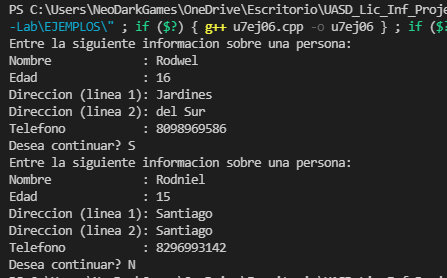 PS C:\Users\NeoDarkGames\OneDrive\Escritorio\UASD_Lic_Inf_Proje
-Lab\EJEMPLOS\" ; if ($?) { g++ u7ej06.cpp -o u7ej06 } ; if ($?
Entre la siguiente informacion sobre una persona:
Nombre : Rodwel
Edad : 16
Direccion (linea 1): Jardines
Direccion (linea 2): del Sur
Telefono : 8098969586
Desea continuar? S
Entre la siguiente informacion sobre una persona:
Nombre : Rodniel
Edad : 15
Direccion (linea 1): Santiago
Direccion (linea 2): Santiago
Telefono : 8296993142
Desea continuar? N